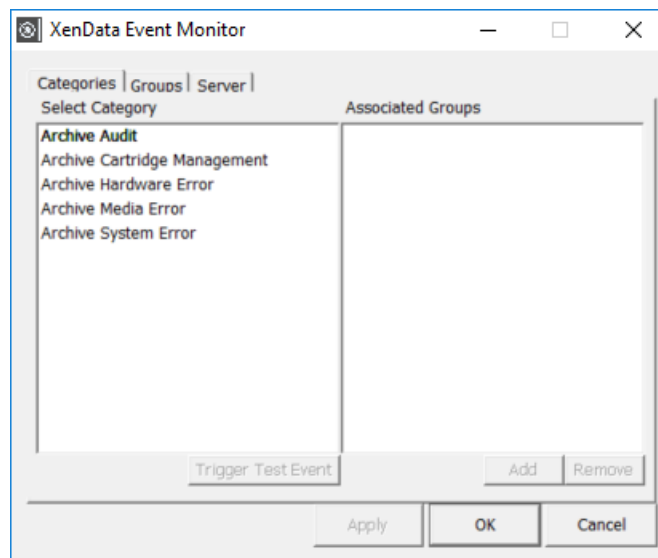 XenData Event Monitor
Categories Groups Server
Select Category Associated Groups
Archive Audit
Archive Cartridge Management
Archive Hardware Error
Archive Media Error
Archive System Error
Trigger Test Event Add Remove
Apply OK Cancel